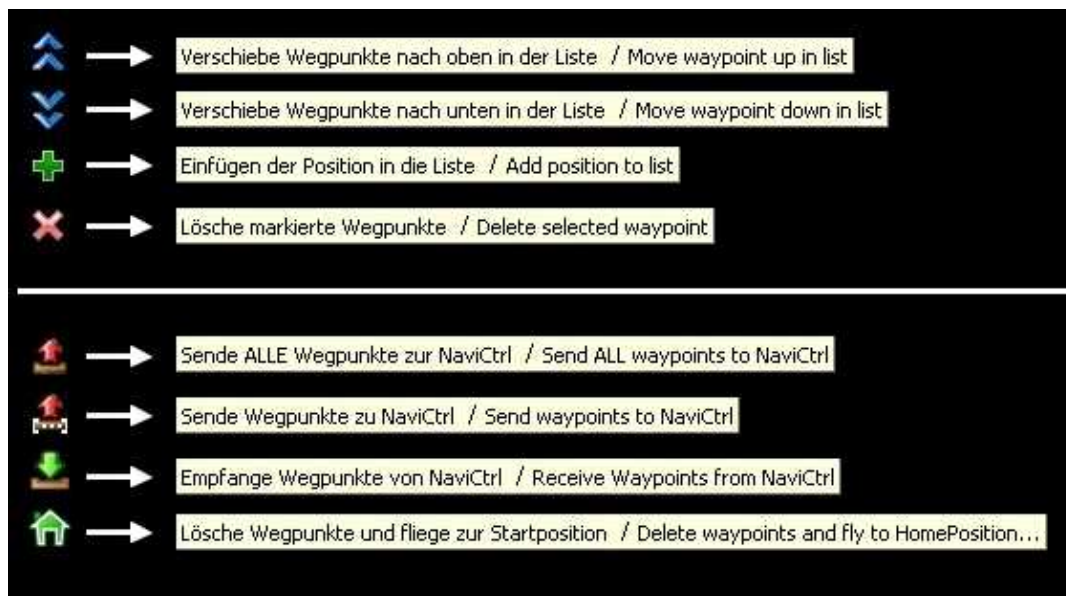 Verschiebe Wegpunkte nach oben in der Liste / Move waypoint up in list
Verschiebe Wegpunkte nach unten in der Liste / Move waypoint down in list
Einfügen der Position in die Liste / Add position to list
Lösche markierte Wegpunkte / Delete selected waypoint
Sende ALLE Wegpunkte zur NaviCtrl / Send ALL waypoints to NaviCtrl
Sende Wegpunkte zu NaviCtrl / Send waypoints to NaviCtrl
Empfange Wegpunkte von NaviCtrl / Receive Waypoints from NaviCtrl
Lösche Wegpunkte und fliege zur Startposition / Delete waypoints and fly to HomePosition...